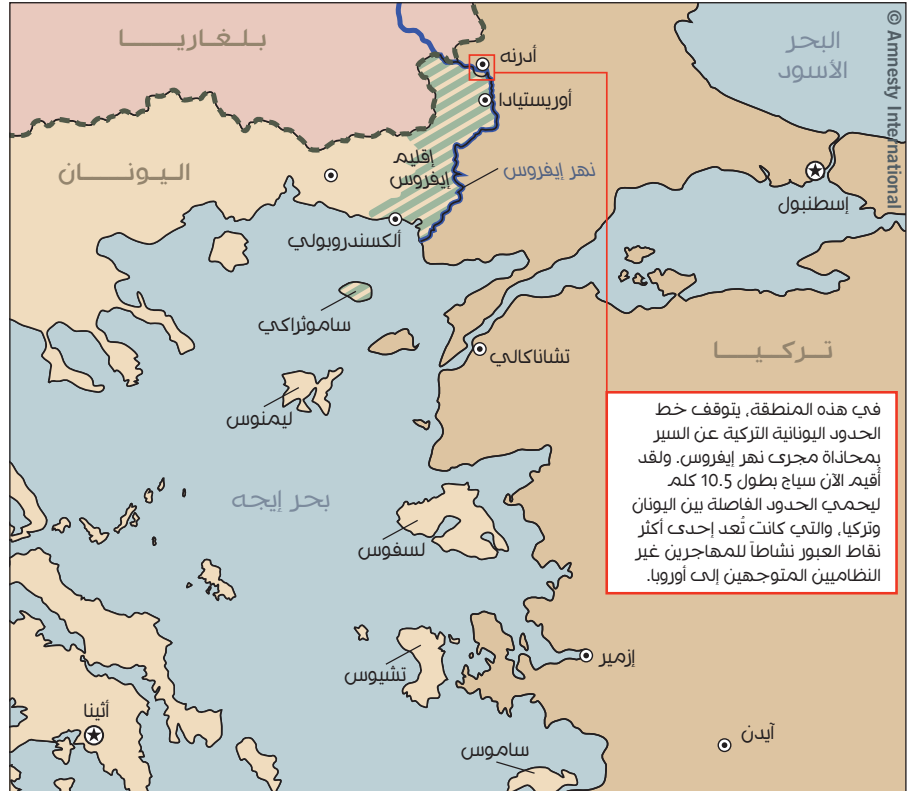 © Amnesty International
بلغاريا
البحر
الأسود
أدرنه
أوريستيادا
إقليم
إيفروس
نهر إيفروس
اليونان
إسطنبول
ألكسندروبولي
ساموثراكي
تشاناكالي
تركيا
ليمنوس
في هذه المنطقة، يتوقف خط
الحدود اليونانية التركية عن السير
بمحاذاة مجرى نهر إيفروس. ولقد
أُقيم الآن سياج بطول 10.5 كلم
ليحمي الحدود الفاصلة بين اليونان
وتركيا، والتي كانت تُعد إحدى أكثر
نقاط العبور نشاطاً للمهاجرين غير
النظاميين المتوجهين إلى أوروبا.
بحر إيجه
لسفوس
إزمير
تشيوس
أثينا
آيدن
ساموس